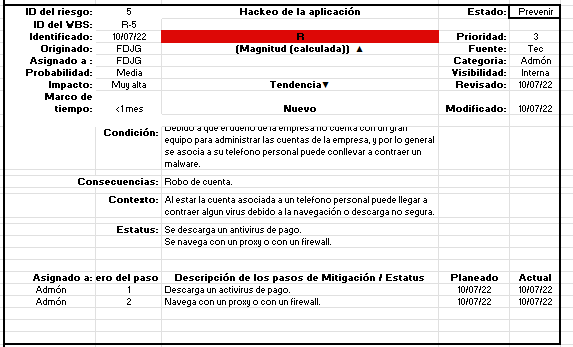 ID del riesgo: 5 Hackeo de la aplicación Estado: Prevenir
ID del WBS: R-5
Identificado: 10/07/22 R Prioridad: 3
Originado: FDJG (Magnitud (calculada)) ▲ Fuente: Tec
Asignado a : FDJG Categoria: Admón
Probabilidad: Media Visibilidad: Interna
Impacto: Muy alta Tendencia▼ Revisado: 10/07/22
Marco de
tiempo: <1 mes Nuevo Modificado: 10/07/22
Condición: Debido a que el dueño de la empresa no cuenta con un gran
equipo para administrar las cuentas de la empresa, y por lo general
se asocia a su telefono personal puede conllevar a contraer un
malware.
Consecuencias: Robo de cuenta.
Contexto: Al estar la cuenta asociada a un telefono personal puede llegar a
contraer algun virus debido a la navegación o descarga no segura.
Estatus: Se descarga un antivirus de pago.
Se navega con un proxy o con un firewall.
Asignado a: ero del paso Descripción de los pasos de Mitigación / Estatus Planeado Actual
Admón 1 Descarga un activirus de pago. 10/07/22 10/07/22
Admón 2 Navega con un proxy o con un firewall. 10/07/22 10/07/22